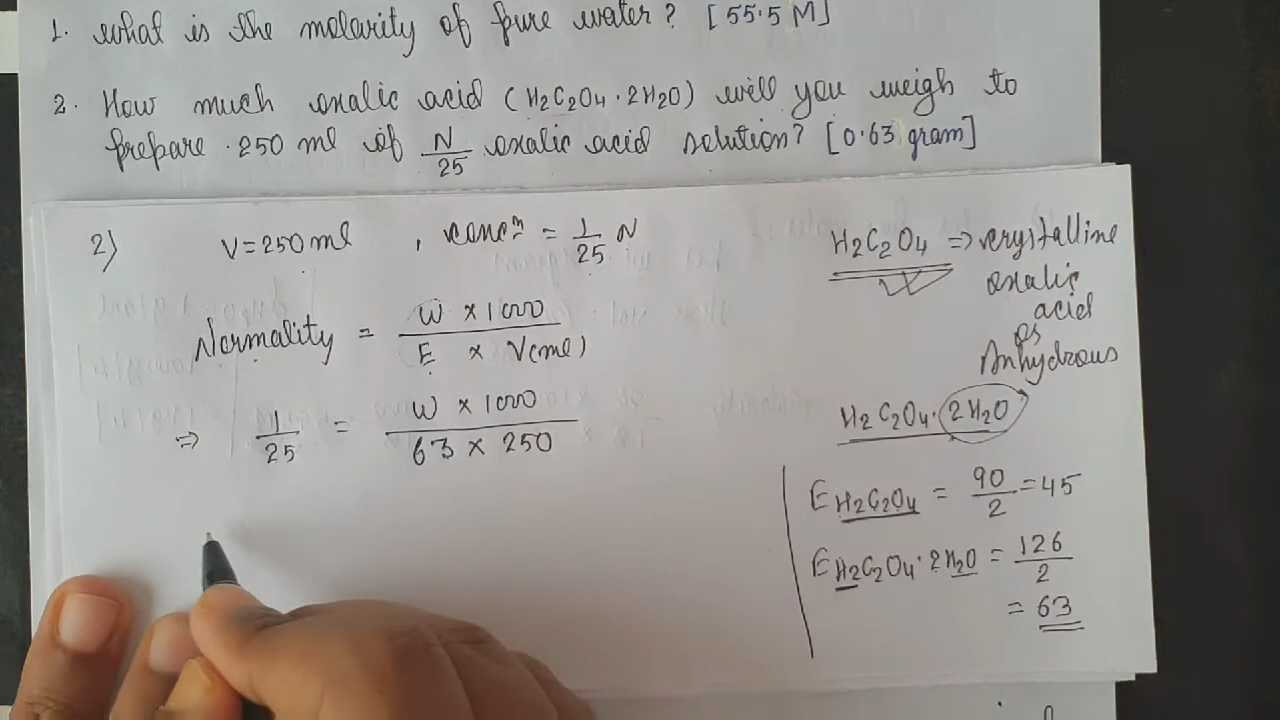 1. What is the molarity of pure water? [55.5 M]
2. How much oxalic acid (H2C2O4·2H2O) will you weigh to
prepare 250 ml of N/25 oxalic acid solution? [0.63 gram]
2) V=250ml , concⁿ = 1/25 N
Normality = W × 1000 / E × V(ml)
⇒ 1/25 = W × 1000 / 63 × 250
H2C2O4 ⇒ crystalline
oxalic
acid
Anhydrous
H2C2O4·2H2O
E H2C2O4 = 90/2 = 45
E H2C2O4·2H2O = 126/2
= 63